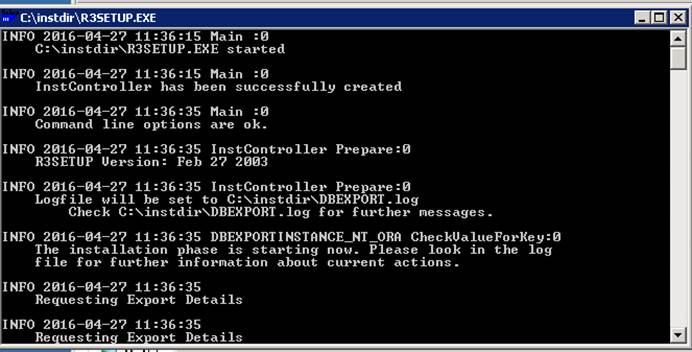 C:\instdir\R3SETUP.EXE
INFO 2016-04-27 11:36:15 Main :0
C:\instdir\R3SETUP.EXE started
INFO 2016-04-27 11:36:15 Main :0
InstController has been successfully created
INFO 2016-04-27 11:36:35 Main :0
Command line options are ok.
INFO 2016-04-27 11:36:35 InstController Prepare:0
R3SETUP Version: Feb 27 2003
INFO 2016-04-27 11:36:35 InstController Prepare:0
Logfile will be set to C:\instdir\DBEXPORT.log
Check C:\instdir\DBEXPORT.log for further messages.
INFO 2016-04-27 11:36:35 DBEXPORTINSTANCE_NT_ORA CheckValueForKey:0
The installation phase is starting now. Please look in the log
file for further information about current actions.
INFO 2016-04-27 11:36:35
Requesting Export Details
INFO 2016-04-27 11:36:35
Requesting Export Details